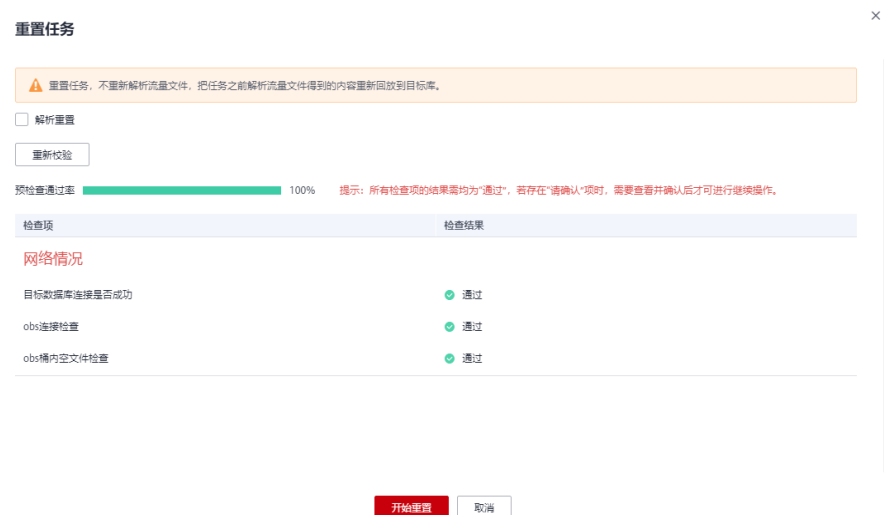 重置任务
重置任务，不重新解析流量文件，把任务之前解析流量文件得到的内容重新回放到目标库。
解析重置
重新校验
预检查通过率 100% 提示：所有检查项的结果需均为“通过”，若存在“请确认”项时，需要查看并确认后才可进行继续操作。
检查项 检查结果
网络情况
目标数据库连接是否成功 通过
obs连接检查 通过
obs桶内空文件检查 通过
开始重置 取消